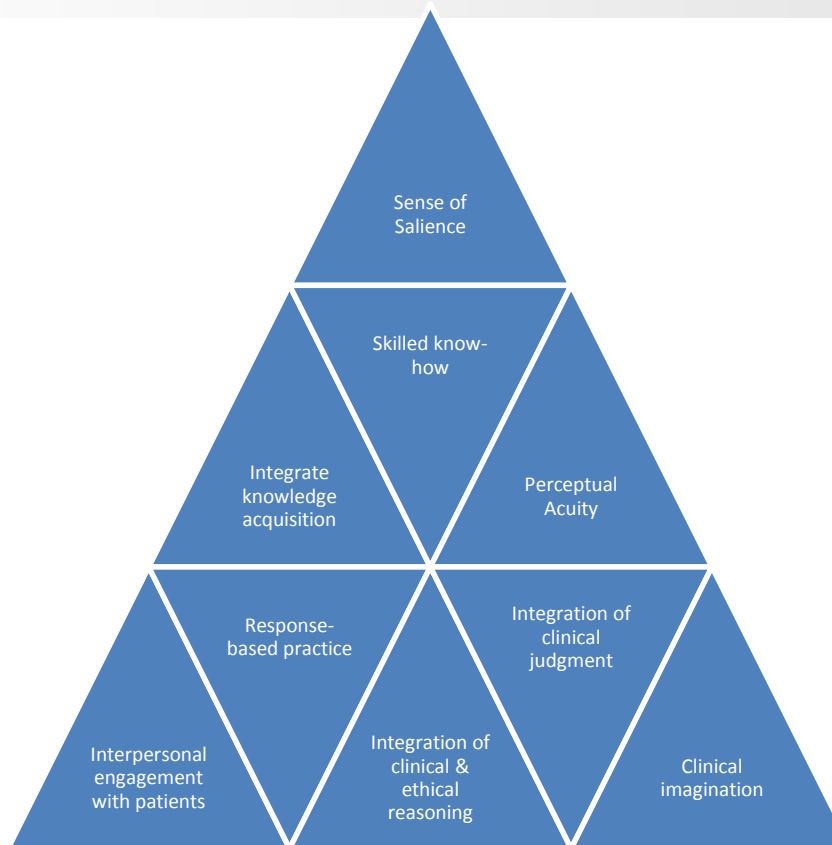 Sense of
Salience
Skilled know-
how
Integrate
knowledge
acquisition
Perceptual
Acuity
Response-
based practice
Integration of
clinical
judgment
Interpersonal
engagement
with patients
Integration of
clinical &
ethical
reasoning
Clinical
imagination